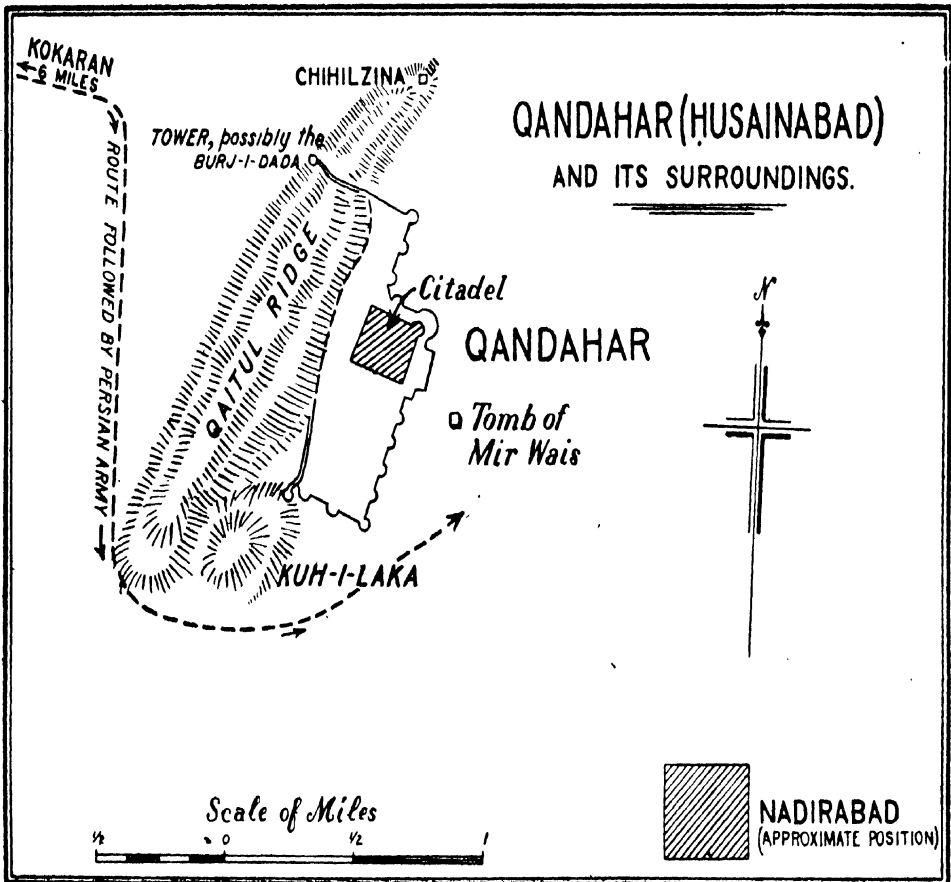 KOKARAN
6 MILES
CHIHILZINA
QANDAHAR (ḤUSAINABAD)
AND ITS SURROUNDINGS.
TOWER, possibly the
BURJ-I-DADA
ROUTE FOLLOWED BY PERSIAN ARMY
QAITUL RIDGE
N
Citadel
QANDAHAR
Tomb of
Mir Wais
KUH-I-LAKA
Scale of Miles
½ 0 ½ 1
NADIRABAD
(APPROXIMATE POSITION)